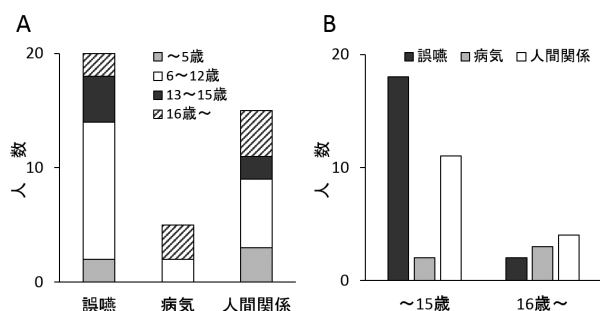 A
20
10
0
人 数
～5歳
6～12歳
13～15歳
16歳～
誤嚥 病気 人間関係
B
20
10
0
人 数
誤嚥 病気 人間関係
～15歳 16歳～